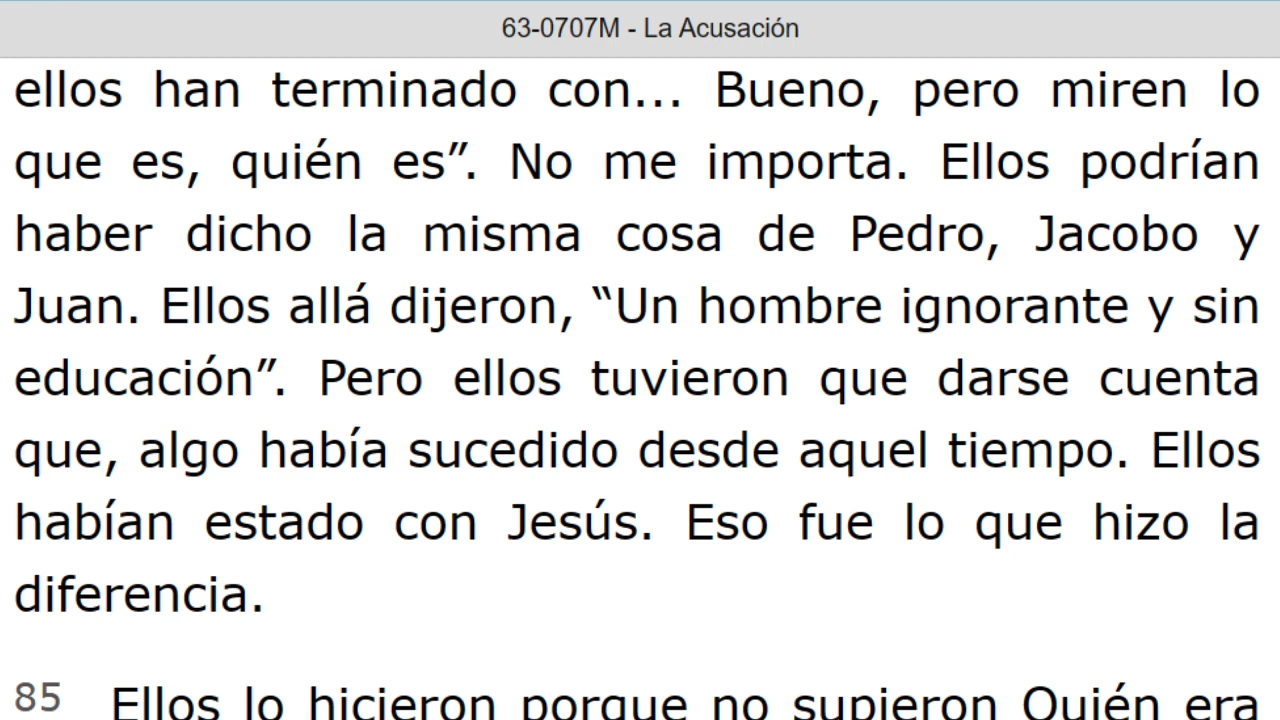 63-0707M - La Acusación
ellos han terminado con... Bueno, pero miren lo
que es, quién es”. No me importa. Ellos podrían
haber dicho la misma cosa de Pedro, Jacobo y
Juan. Ellos allá dijeron, “Un hombre ignorante y sin
educación”. Pero ellos tuvieron que darse cuenta
que, algo había sucedido desde aquel tiempo. Ellos
habían estado con Jesús. Eso fue lo que hizo la
diferencia.
85 Ellos lo hicieron porque no supieron Quién era